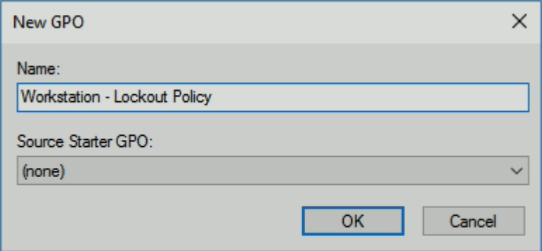 New GPO
Name:
Workstation - Lockout Policy
Source Starter GPO:
(none)
OK Cancel